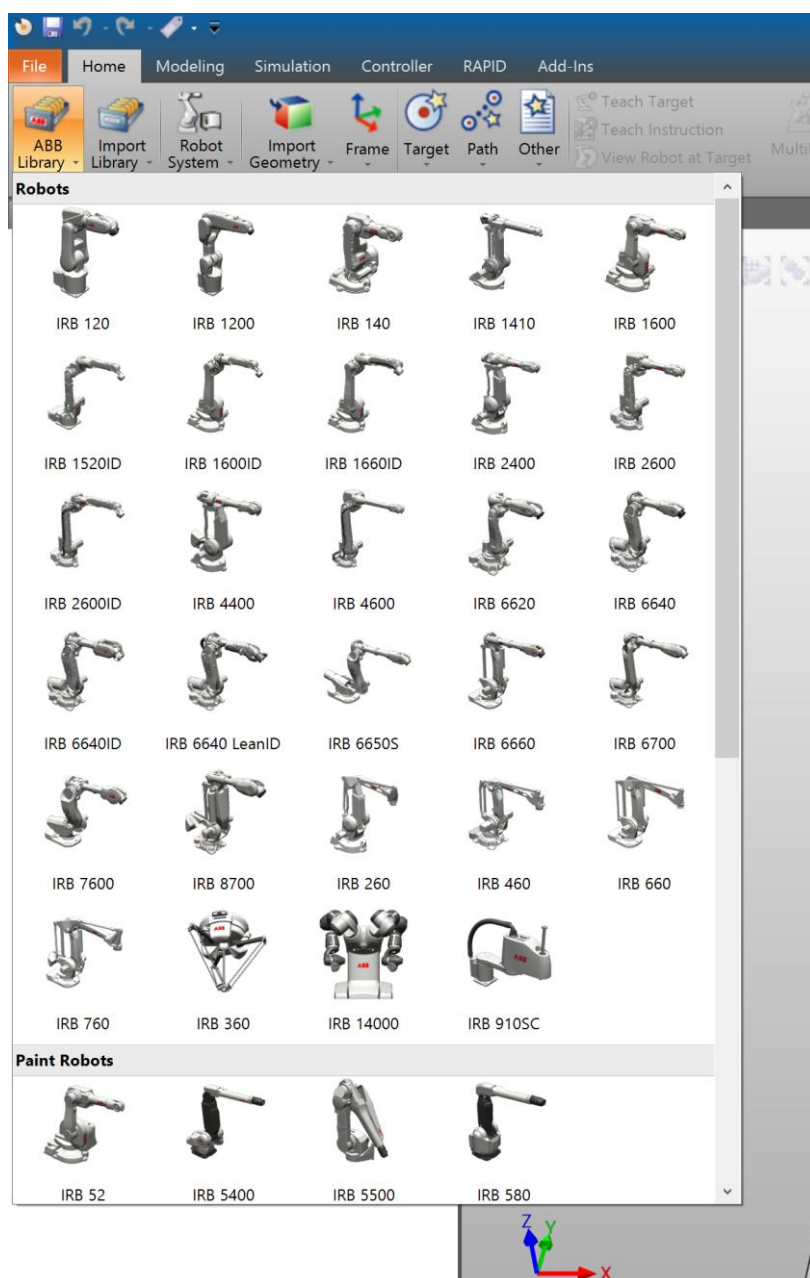 File Home Modeling Simulation Controller RAPID Add-Ins
ABB Library
Import Library
Robot System
Import Geometry
Frame
Target
Path
Other
Teach Target
Teach Instruction
View Robot at Target
Robots
IRB 120 IRB 1200 IRB 140 IRB 1410 IRB 1600
IRB 1520ID IRB 1600ID IRB 1660ID IRB 2400 IRB 2600
IRB 2600ID IRB 4400 IRB 4600 IRB 6620 IRB 6640
IRB 6640ID IRB 6640 LeanID IRB 6650S IRB 6660 IRB 6700
IRB 7600 IRB 8700 IRB 260 IRB 460 IRB 660
ABB ABB ABB
IRB 760 IRB 360 IRB 14000 IRB 910SC
Paint Robots
IRB 52 IRB 5400 IRB 5500 IRB 580
Z Y
X